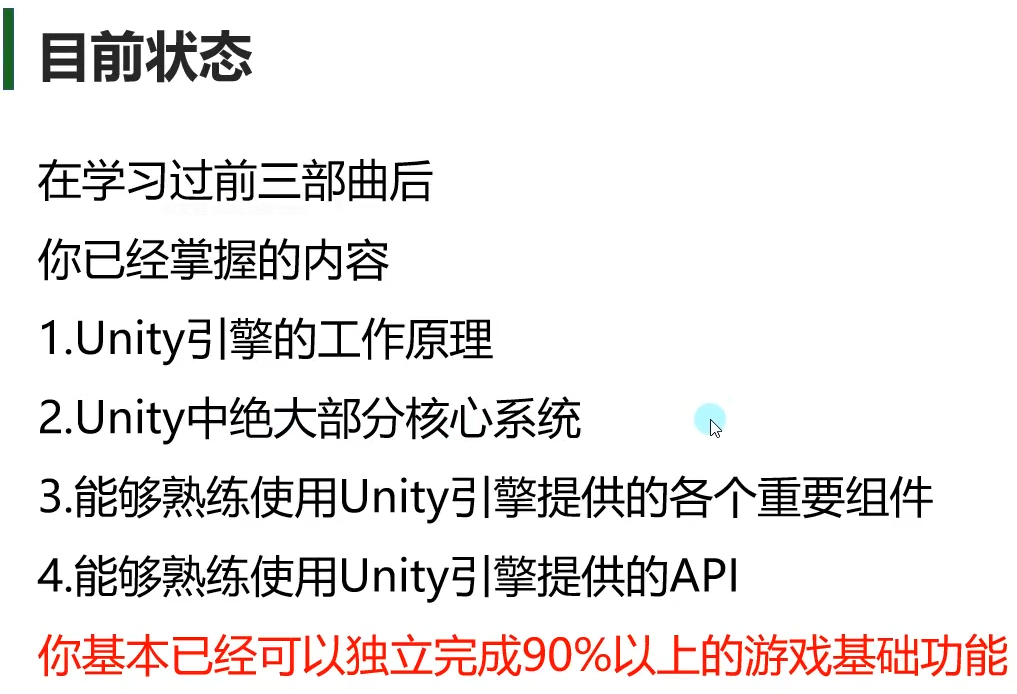 目前状态
在学习过前三部曲后
你已经掌握的内容
1.Unity引擎的工作原理
2.Unity中绝大部分核心系统
3.能够熟练使用Unity引擎提供的各个重要组件
4.能够熟练使用Unity引擎提供的API
你基本已经可以独立完成90%以上的游戏基础功能